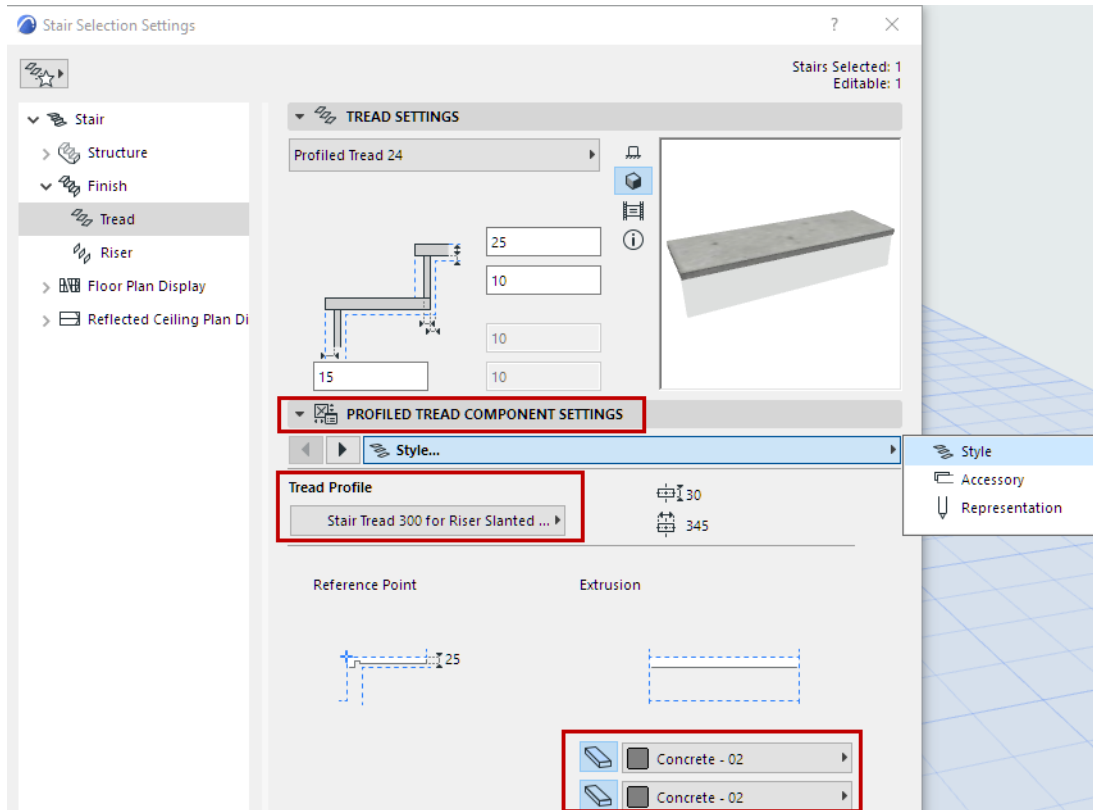 Stair Selection Settings
?
Stairs Selected: 1
Editable: 1
Stair
Structure
Finish
Tread
Riser
Floor Plan Display
Reflected Ceiling Plan Di
TREAD SETTINGS
Profiled Tread 24
25
10
10
15
10
PROFILED TREAD COMPONENT SETTINGS
Style...
Style
Accessory
Representation
Tread Profile
Stair Tread 300 for Riser Slanted ...
30
345
Reference Point
Extrusion
25
Concrete - 02
Concrete - 02